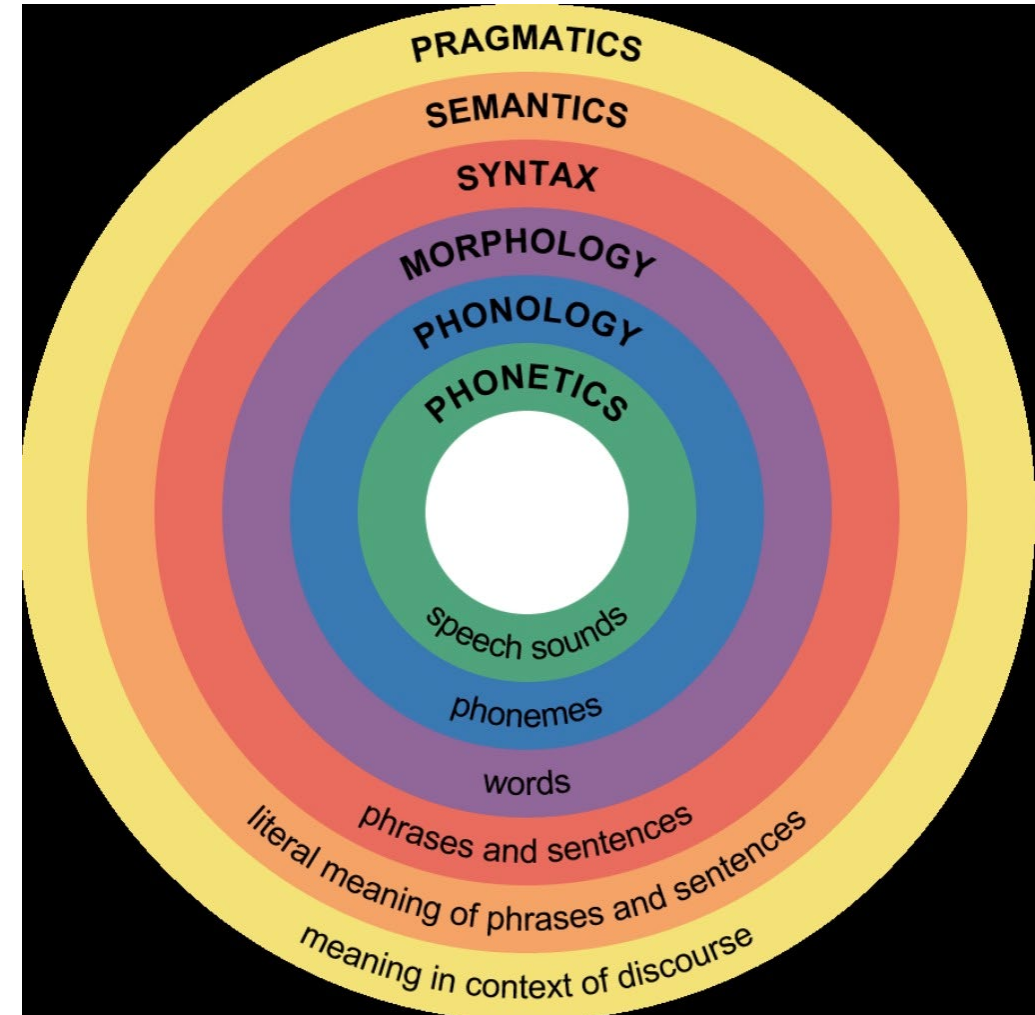 PRAGMATICS
SEMANTICS
SYNTAX
MORPHOLOGY
PHONOLOGY
PHONETICS
speech sounds
phonemes
words
phrases and sentences
literal meaning of phrases and sentences
meaning in context of discourse